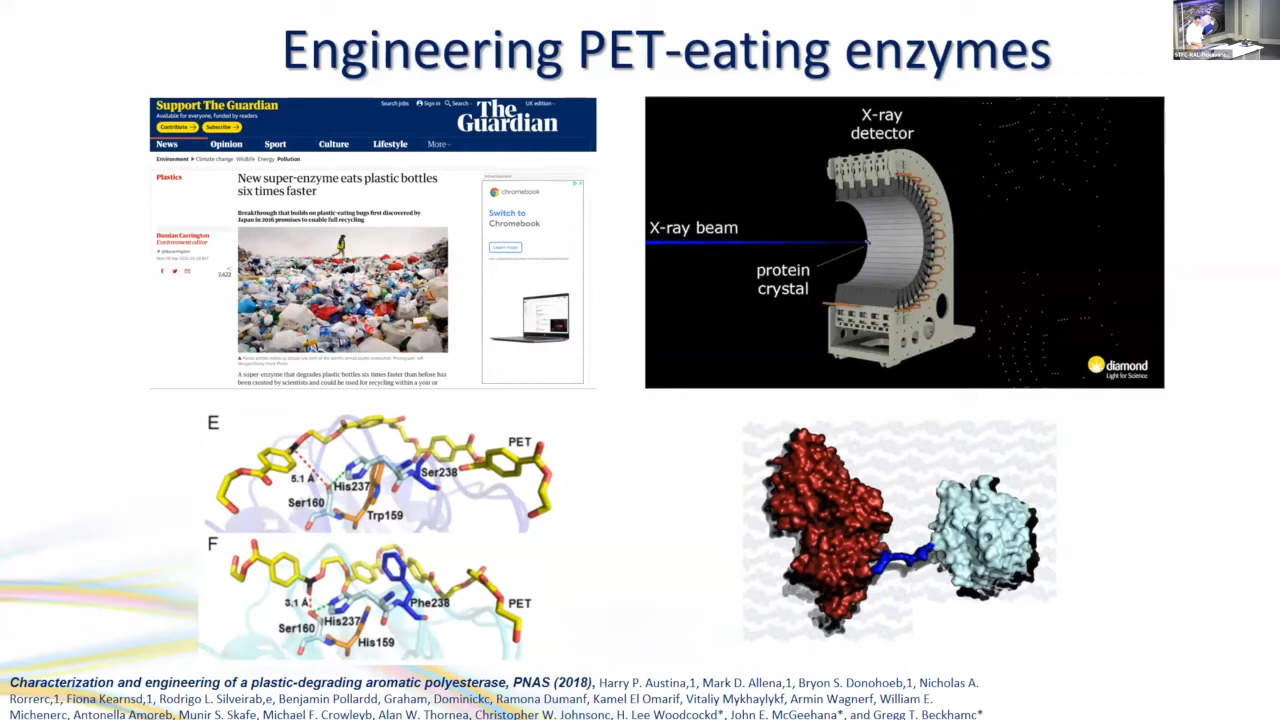 Engineering PET-eating enzymes
Support The Guardian
Available for everyone, funded by readers
Contribute →
Subscribe →
Search jobs
Sign in
Search
UK edition
The
Guardian
News
Opinion
Sport
Culture
Lifestyle
More
Environment
Climate change
Wildlife
Energy
Pollution
Plastics
New super-enzyme eats plastic bottles
six times faster
Breakthrough that builds on plastic-eating bugs first discovered by
Japan in 2016 promises to enable full recycling
Damian Carrington
Environment editor
7,422
A super-enzyme that degrades plastic bottles six times faster than before has
been created by scientists and could be used for recycling within a year or
Advertisement
chromebook
Switch to
Chromebook
Learn more
X-ray
detector
X-ray beam
protein
crystal
diamond
Light for Science
E
PET
5.1 Å
Ser238
His237
Ser160
Trp159
F
3.1 Å
Phe238
PET
His237
Ser160
His159
Characterization and engineering of a plastic-degrading aromatic polyesterase, PNAS (2018), Harry P. Austina,1, Mark D. Allena,1, Bryon S. Donohoeb,1, Nicholas A.
Rorrerc,1, Fiona Kearnsd,1, Rodrigo L. Silveirab,e, Benjamin Pollardd, Graham, Dominickc, Ramona Dumanf, Kamel El Omarif, Vitaliy Mykhaylykf, Armin Wagnerf, William E.
Michenerc, Antonella Amoreb, Munir S. Skafe, Michael F. Crowleyb, Alan W. Thornea, Christopher W. Johnsonc, H. Lee Woodcockd*, John E. McGeehana*, and Gregg T. Beckhamc*